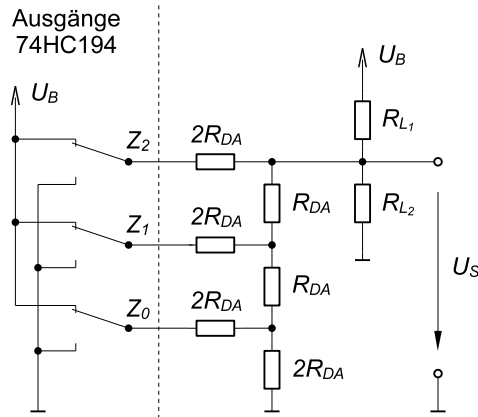 Ausgänge
74HC194
U_B
U_B
Z_2
2R_DA
R_L1
R_DA
R_L2
Z_1
2R_DA
U_S
R_DA
Z_0
2R_DA
2R_DA